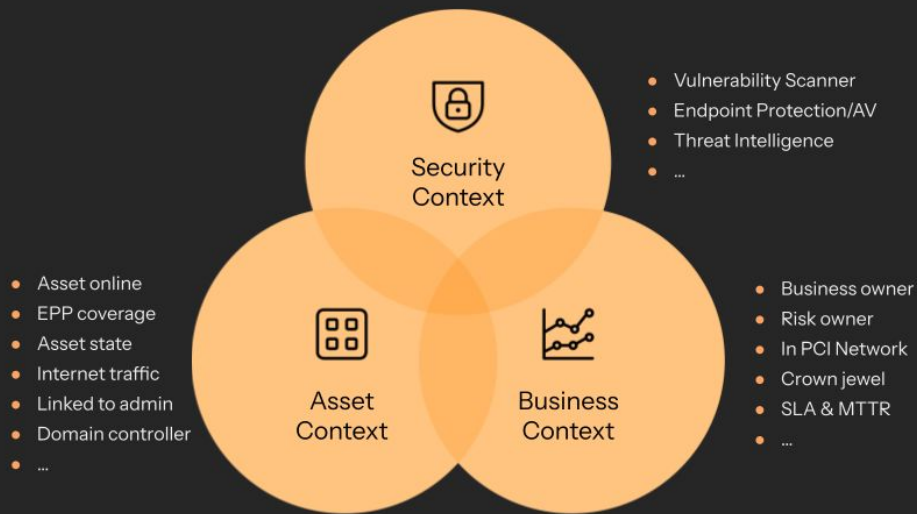 Security
Context
• Vulnerability Scanner
• Endpoint Protection/AV
• Threat Intelligence
• ...
• Asset online
• EPP coverage
• Asset state
• Internet traffic
• Linked to admin
• Domain controller
• ...
Asset
Context
Business
Context
• Business owner
• Risk owner
• In PCI Network
• Crown jewel
• SLA & MTTR
• ...